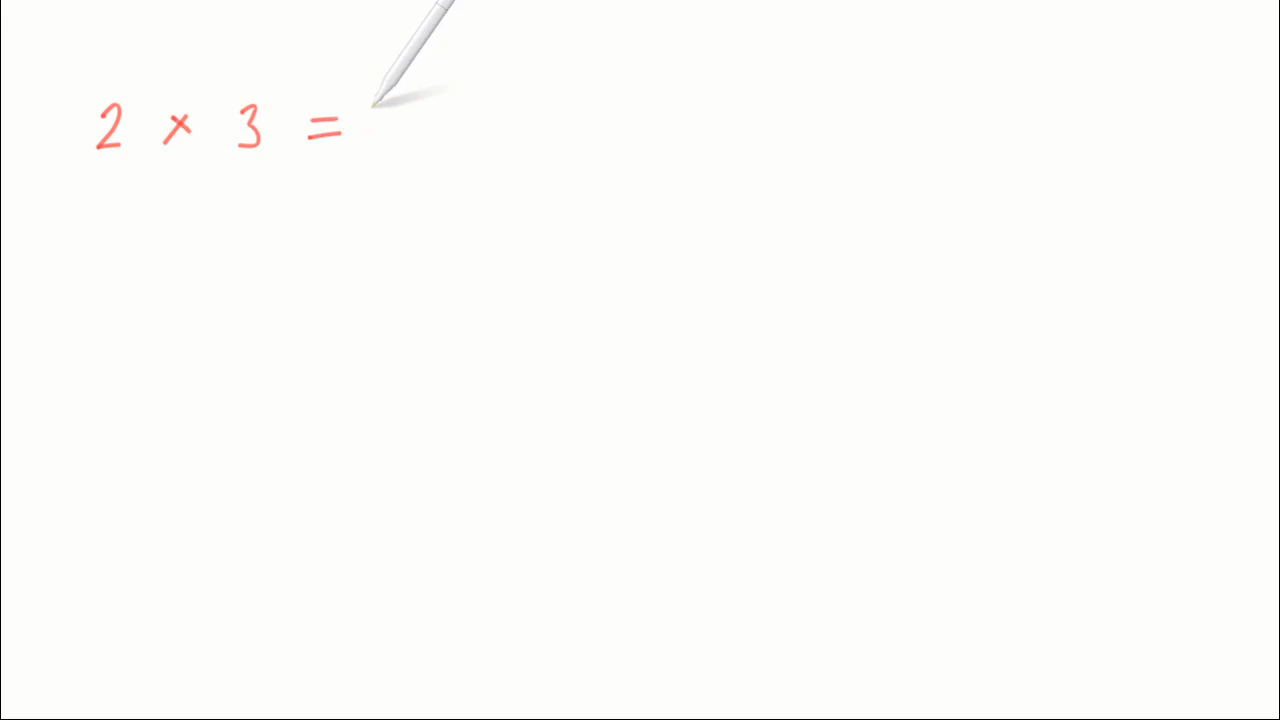 2 × 3 =